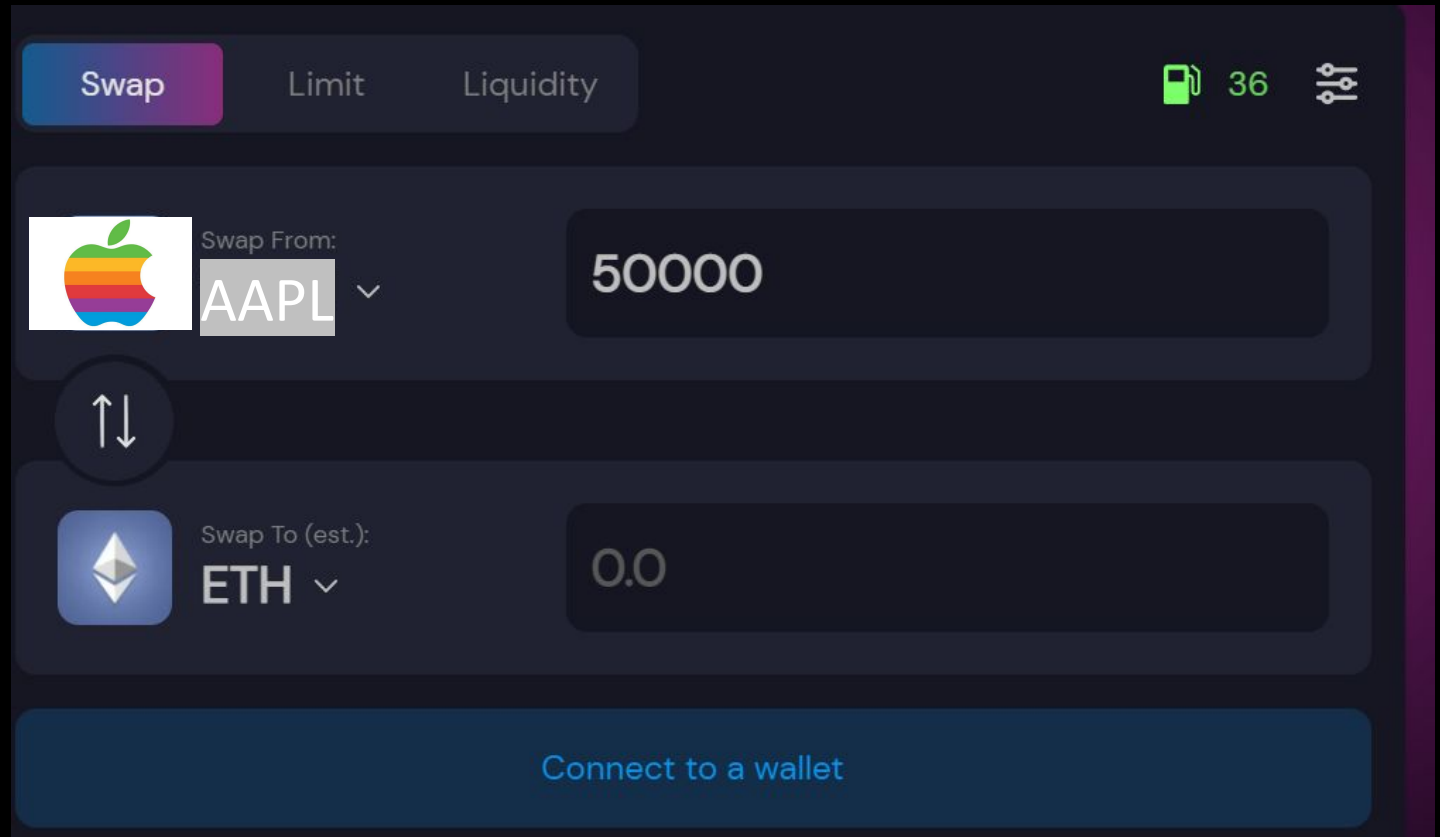 Swap Limit Liquidity 36
Swap From:
AAPL
50000
Swap To (est.):
ETH
0.0
Connect to a wallet